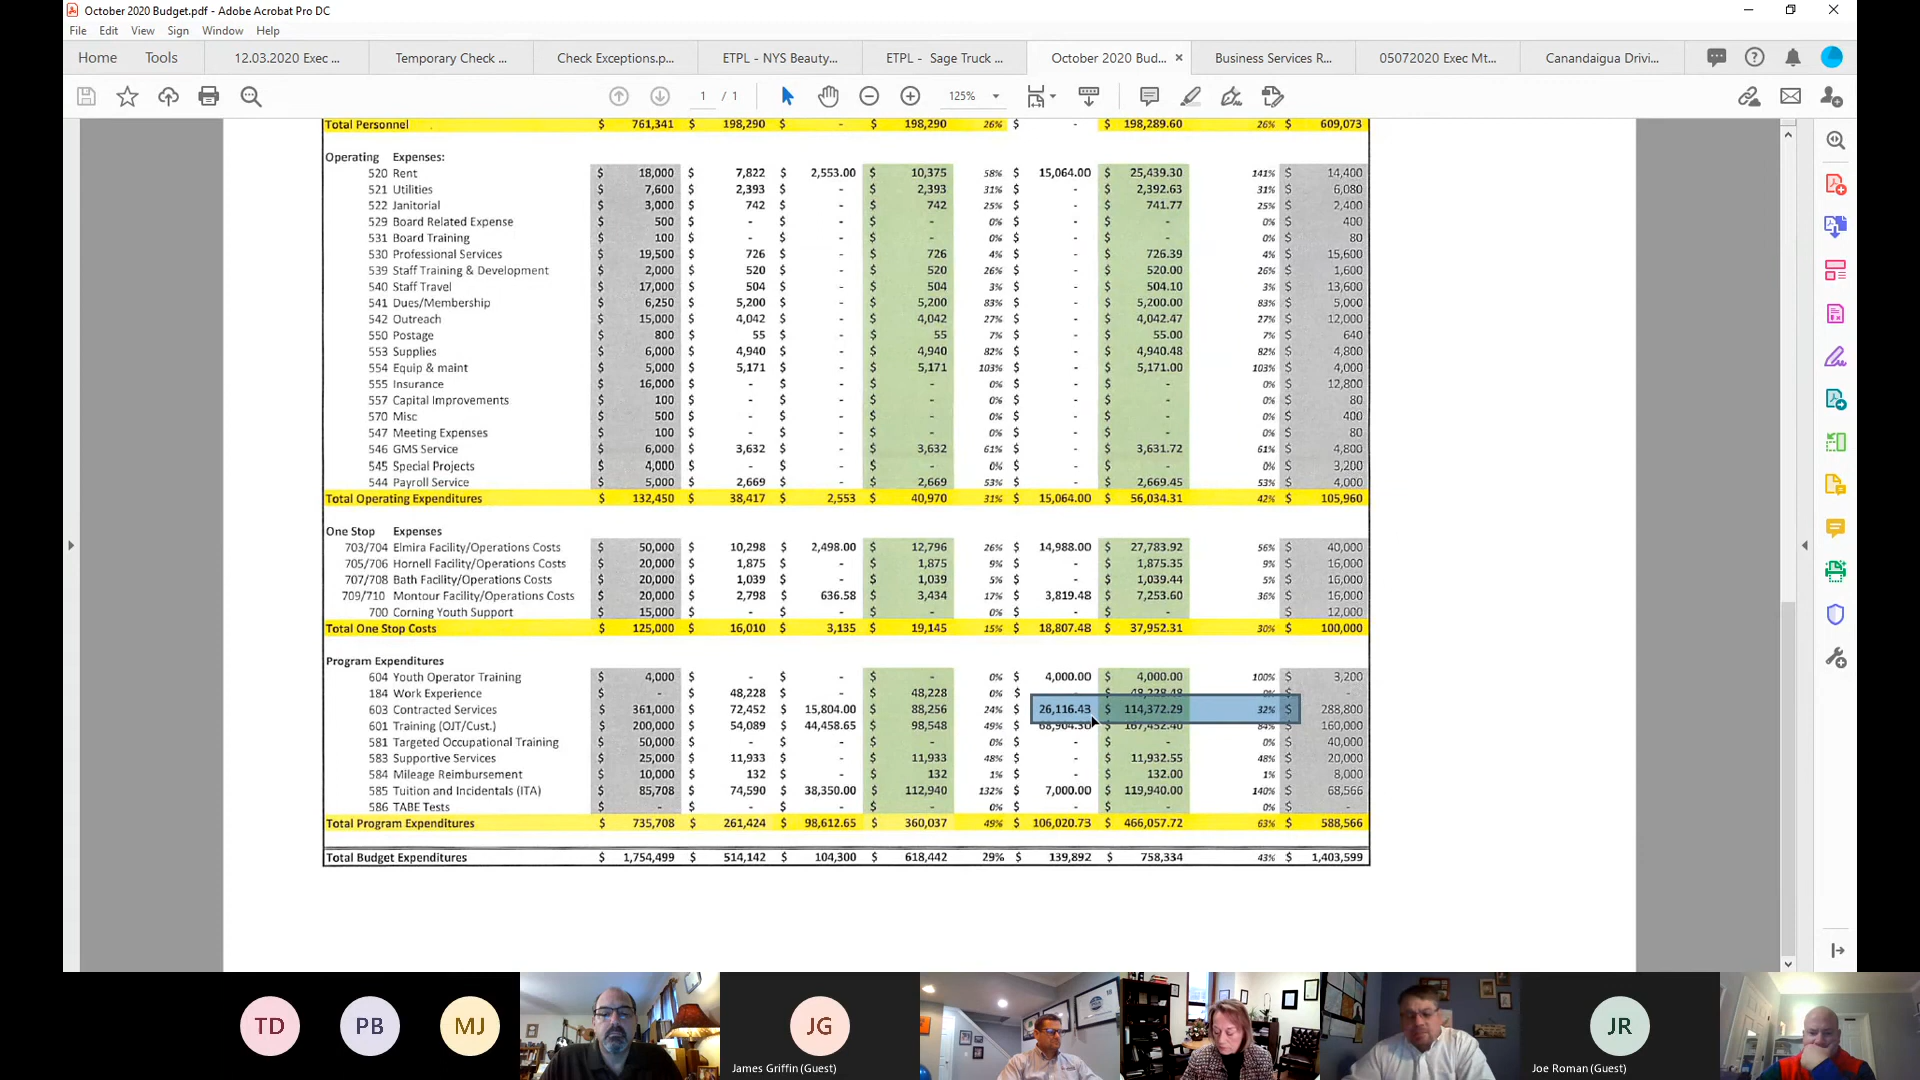 October 2020 Budget.pdf - Adobe Acrobat Pro DC
File Edit View Sign Window Help
Home Tools 12.03.2020 Exec ... Temporary Check ... Check Exceptions.p... ETPL - NYS Beauty... ETPL - Sage Truck ... October 2020 Bud... × Business Services R... 05072020 Exec Mt... Canandaigua Drivi...
1 / 1 125%
Total Personnel $ 761,341 $ 198,290 - $ 198,290 26% $ - $ 198,289.60 26% $ 609,073
Operating Expenses:
520 Rent $ 18,000 $ 7,822 $ 2,553.00 $ 10,375 58% $ 15,064.00 $ 25,439.30 141% $ 14,400
521 Utilities $ 7,600 $ 2,393 $ - $ 2,393 31% $ - $ 2,392.63 31% $ 6,080
522 Janitorial $ 3,000 $ 742 $ - $ 742 25% $ - $ 741.77 25% $ 2,400
529 Board Related Expense $ 500 $ - $ - $ - 0% $ - $ - 0% $ 400
531 Board Training $ 100 $ - $ - $ - 0% $ - $ - 0% $ 80
530 Professional Services $ 19,500 $ 726 $ - $ 726 4% $ - $ 726.39 4% $ 15,600
539 Staff Training & Development $ 2,000 $ 520 $ - $ 520 26% $ - $ 520.00 26% $ 1,600
540 Staff Travel $ 17,000 $ 504 $ - $ 504 3% $ - $ 504.10 3% $ 13,600
541 Dues/Membership $ 6,250 $ 5,200 $ - $ 5,200 83% $ - $ 5,200.00 83% $ 5,000
542 Outreach $ 15,000 $ 4,042 $ - $ 4,042 27% $ - $ 4,042.47 27% $ 12,000
550 Postage $ 800 $ 55 $ - $ 55 7% $ - $ 55.00 7% $ 640
553 Supplies $ 6,000 $ 4,940 $ - $ 4,940 82% $ - $ 4,940.48 82% $ 4,800
554 Equip & maint $ 5,000 $ 5,171 $ - $ 5,171 103% $ - $ 5,171.00 103% $ 4,000
555 Insurance $ 16,000 $ - $ - $ - 0% $ - $ - 0% $ 12,800
557 Capital Improvements $ 100 $ - $ - $ - 0% $ - $ - 0% $ 80
570 Misc $ 500 $ - $ - $ - 0% $ - $ - 0% $ 400
547 Meeting Expenses $ 100 $ - $ - $ - 0% $ - $ - 0% $ 80
546 GMS Service $ 6,000 $ 3,632 $ - $ 3,632 61% $ - $ 3,631.72 61% $ 4,800
545 Special Projects $ 4,000 $ - $ - $ - 0% $ - $ - 0% $ 3,200
544 Payroll Service $ 5,000 $ 2,669 $ - $ 2,669 53% $ - $ 2,669.45 53% $ 4,000
Total Operating Expenditures $ 132,450 $ 38,417 $ 2,553 $ 40,970 31% $ 15,064.00 $ 56,034.31 42% $ 105,960
One Stop Expenses
703/704 Elmira Facility/Operations Costs $ 50,000 $ 10,298 $ 2,498.00 $ 12,796 26% $ 14,988.00 $ 27,783.92 56% $ 40,000
705/706 Hornell Facility/Operations Costs $ 20,000 $ 1,875 $ - $ 1,875 9% $ - $ 1,875.35 9% $ 16,000
707/708 Bath Facility/Operations Costs $ 20,000 $ 1,039 $ - $ 1,039 5% $ - $ 1,039.44 5% $ 16,000
709/710 Montour Facility/Operations Costs $ 20,000 $ 2,798 $ 636.58 $ 3,434 17% $ 3,819.48 $ 7,253.60 36% $ 16,000
700 Corning Youth Support $ 15,000 $ - $ - $ - 0% $ - $ - $ 12,000
Total One Stop Costs $ 125,000 $ 16,010 $ 3,135 $ 19,145 15% $ 18,807.48 $ 37,952.31 30% $ 100,000
Program Expenditures
604 Youth Operator Training $ 4,000 $ - $ - $ - 0% $ 4,000.00 $ 4,000.00 100% $ 3,200
184 Work Experience $ - $ 48,228 $ - $ 48,228 0% $ - $ 48,228.48 0% $ -
603 Contracted Services $ 361,000 $ 72,452 $ 15,804.00 $ 88,256 24% $ 26,116.43 $ 114,372.29 32% $ 288,800
601 Training (OJT/Cust.) $ 200,000 $ 54,089 $ 44,458.65 $ 98,548 49% $ 68,904.30 $ 167,452.40 84% $ 160,000
581 Targeted Occupational Training $ 50,000 $ - $ - $ - 0% $ - $ - 0% $ 40,000
583 Supportive Services $ 25,000 $ 11,933 $ - $ 11,933 48% $ - $ 11,932.55 48% $ 20,000
584 Mileage Reimbursement $ 10,000 $ 132 $ - $ 132 1% $ - $ 132.00 1% $ 8,000
585 Tuition and Incidentals (ITA) $ 85,708 $ 74,590 $ 38,350.00 $ 112,940 132% $ 7,000.00 $ 119,940.00 140% $ 68,566
586 TABE Tests $ - $ - $ - $ - 0% $ - $ - 0% $ -
Total Program Expenditures $ 735,708 $ 261,424 $ 98,612.65 $ 360,037 49% $ 106,020.73 $ 466,057.72 63% $ 588,566
Total Budget Expenditures $ 1,754,499 $ 514,142 $ 104,300 $ 618,442 29% $ 139,892 $ 758,334 43% $ 1,403,599
TD PB MJ JG JR
James Griffin (Guest) Joe Roman (Guest)